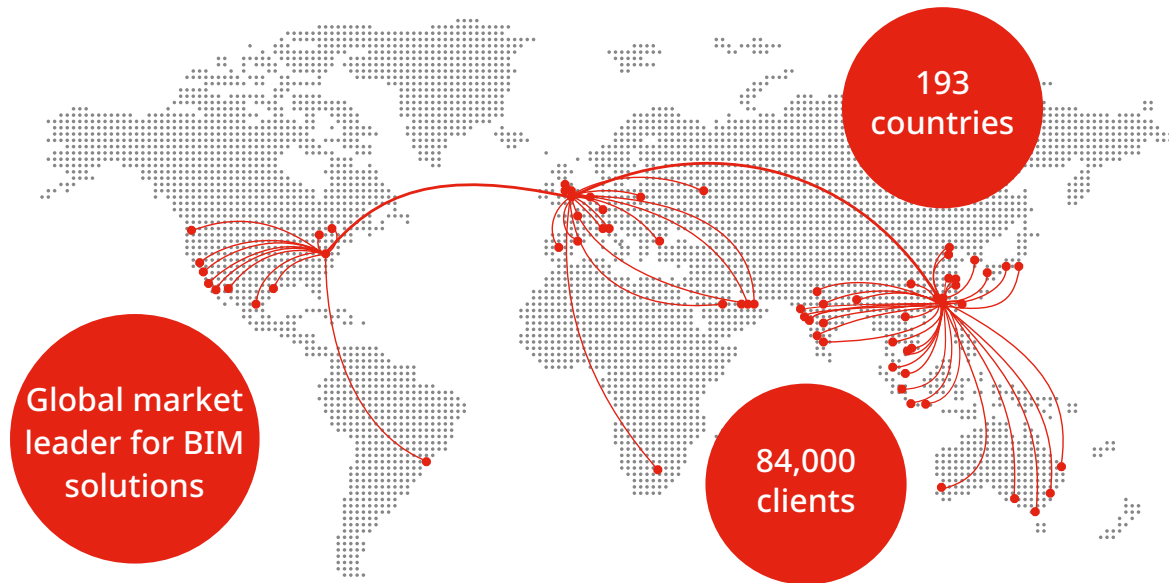 193
countries
Global market
leader for BIM
solutions
84,000
clients